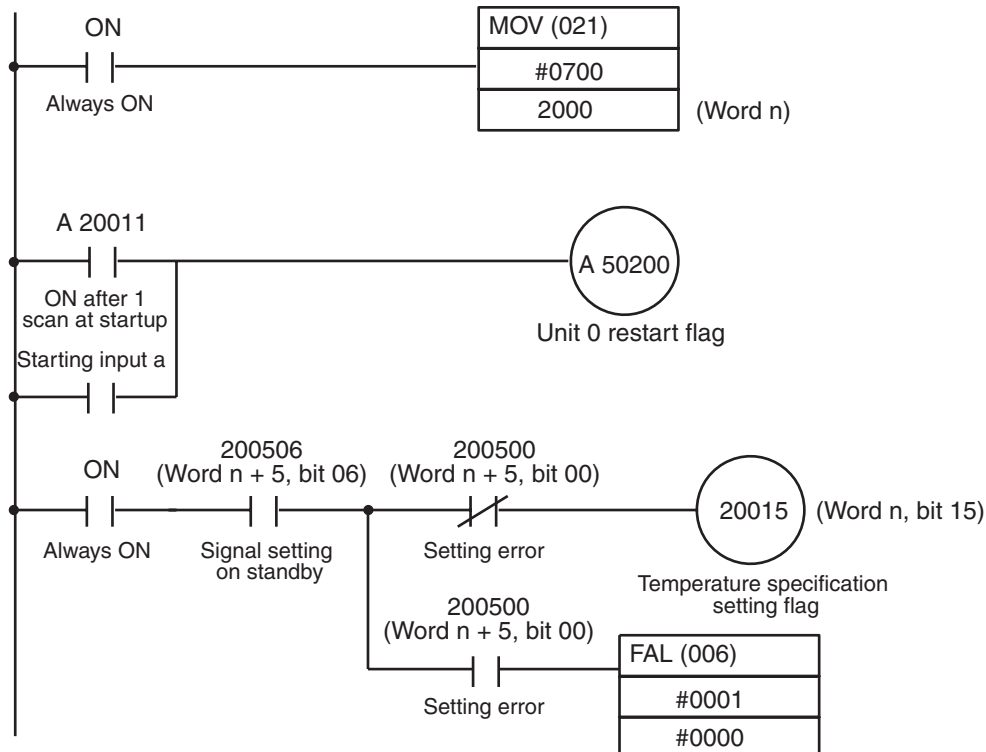 ON
Always ON
MOV (021)
#0700
2000
(Word n)
A 20011
ON after 1
scan at startup
Starting input a
A 50200
Unit 0 restart flag
ON
Always ON
200506
(Word n + 5, bit 06)
Signal setting
on standby
200500
(Word n + 5, bit 00)
Setting error
20015
(Word n, bit 15)
Temperature specification
setting flag
200500
(Word n + 5, bit 00)
Setting error
FAL (006)
#0001
#0000